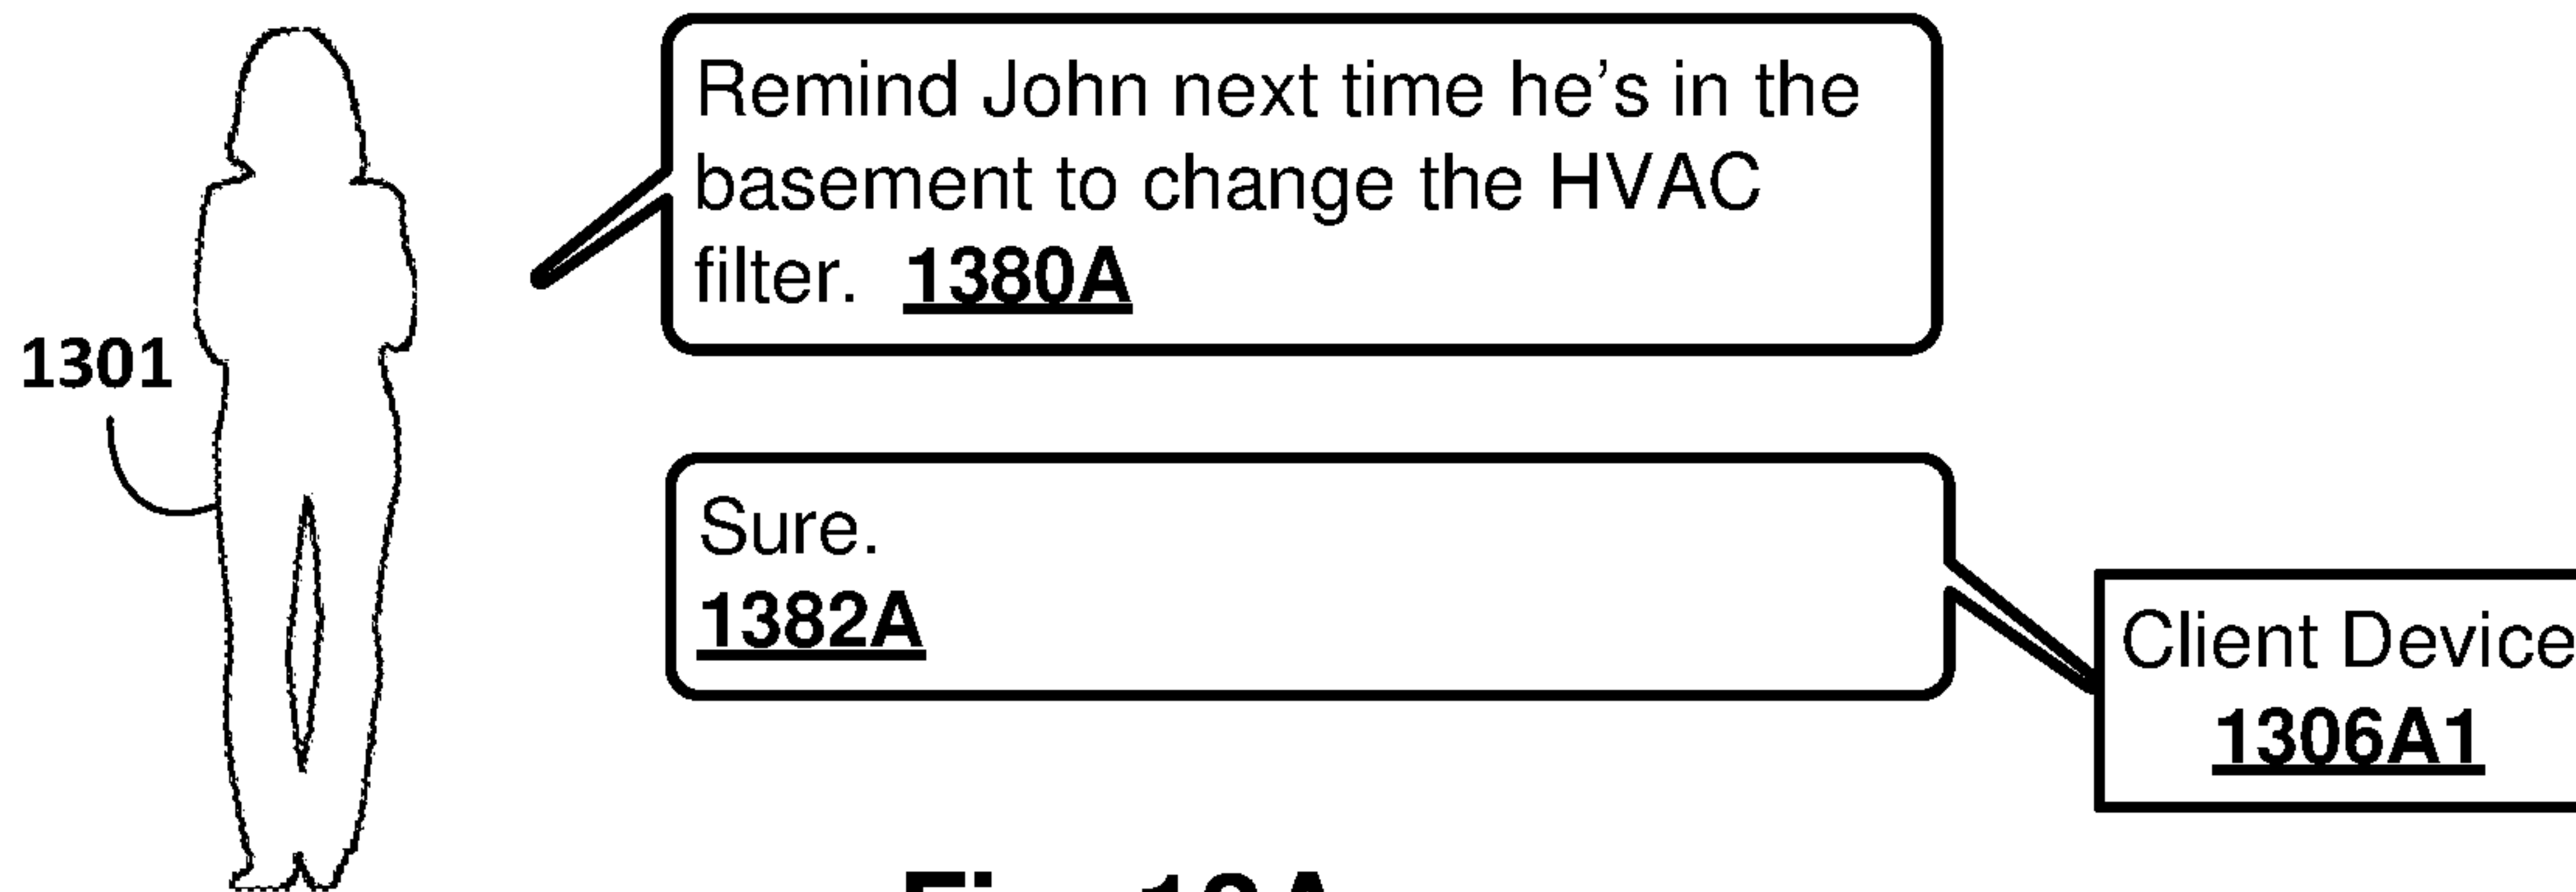 Remind John next time he's in the
basement to change the HVAC
filter. 1380A
1301
Sure.
1382A
Client Device
1306A1